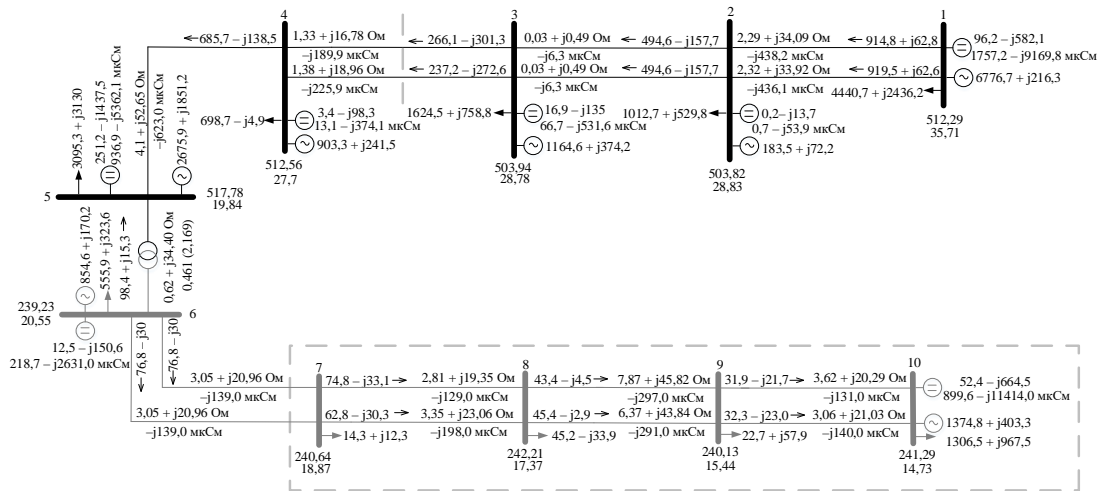 4
3
2
1
685,7 – j138,5
1,33 + j16,78 Ом
–j189,9 мкСм
266,1– j301,3
0,03 + j0,49 Ом
–j6,3 мкСм
494,6 – j157,7
2,29 + j34,09 Ом
–j438,2 мкСм
914,8 + j62,8
96,2 – j582,1
1757,2 – j9169,8 мкСм
1,38 + j18,96 Ом
–j225,9 мкСм
237,2 – j272,6
0,03 + j0,49 Ом
–j6,3 мкСм
494,6 – j157,7
2,32 + j33,92 Ом
–j436,1 мкСм
919,5 + j62,6
6776,7 + j216,3
4440,7 + j2436,2
698,7 – j4,9
3,4 – j98,3
13,1 – j374,1 мкСм
903,3 + j241,5
1624,5 + j758,8
16,9 – j135
66,7 – j531,6 мкСм
1164,6 + j374,2
1012,7 + j529,8
0,2– j13,7
0,7 – j53,9 мкСм
183,5 + j72,2
512,29
35,71
512,56
27,7
503,94
28,78
503,82
28,83
3095,3 + j3130
251,2 – j1437,5
936,9 – j5362,1 мкСм
4,1 + j52,65 Ом
–j623,0 мкСм
2675,9 + j1851,2
5
517,78
19,84
854,6 + j170,2
555,9 + j323,6
98,4 + j15,3
0,62 + j34,40 Ом
0,461 (2,169)
239,23
20,55
6
12,5 – j150,6
218,7 – j2631,0 мкСм
76,8 – j30
76,8 – j30
7
8
9
10
3,05 + j20,96 Ом
–j139,0 мкСм
74,8 – j33,1
2,81 + j19,35 Ом
–j129,0 мкСм
43,4 – j4,5
7,87 + j45,82 Ом
–j297,0 мкСм
31,9 – j21,7
3,62 + j20,29 Ом
–j131,0 мкСм
52,4 – j664,5
899,6 – j11414,0 мкСм
3,05 + j20,96 Ом
–j139,0 мкСм
62,8 – j30,3
3,35 + j23,06 Ом
–j198,0 мкСм
45,4 – j2,9
6,37 + j43,84 Ом
–j291,0 мкСм
32,3 – j23,0
3,06 + j21,03 Ом
–j140,0 мкСм
1374,8 + j403,3
1306,5 + j967,5
14,3 + j12,3
45,2 – j33,9
22,7 + j57,9
240,64
18,87
242,21
17,37
240,13
15,44
241,29
14,73